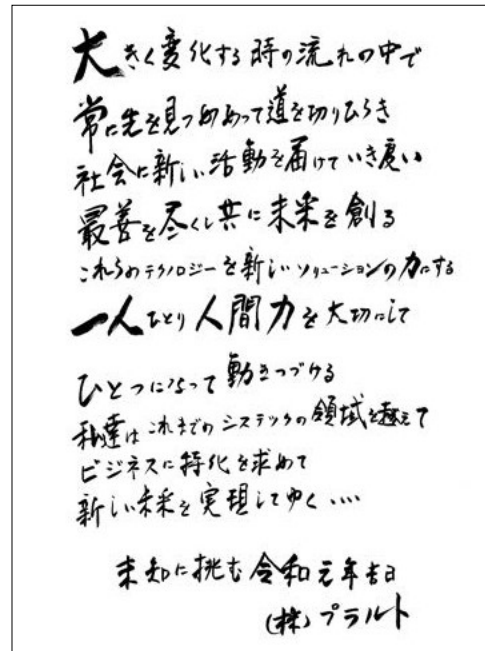 大きく変化する時の流れの中で
常に先を見つめあって道を切りひらき
社会に新しい活動を届けていき度い
最善を尽くし共に未来を創る
これらのテクノロジーを新しいソリューションの力にする
一人ひとり人間力を大切にして
ひとつになって動きつづける
私達はこれまでのシステックの領域を越えて
ビジネスに特化を求めて
新しい未来を実現してゆく....
未知に挑む令和元年吉日
(株)プラルト